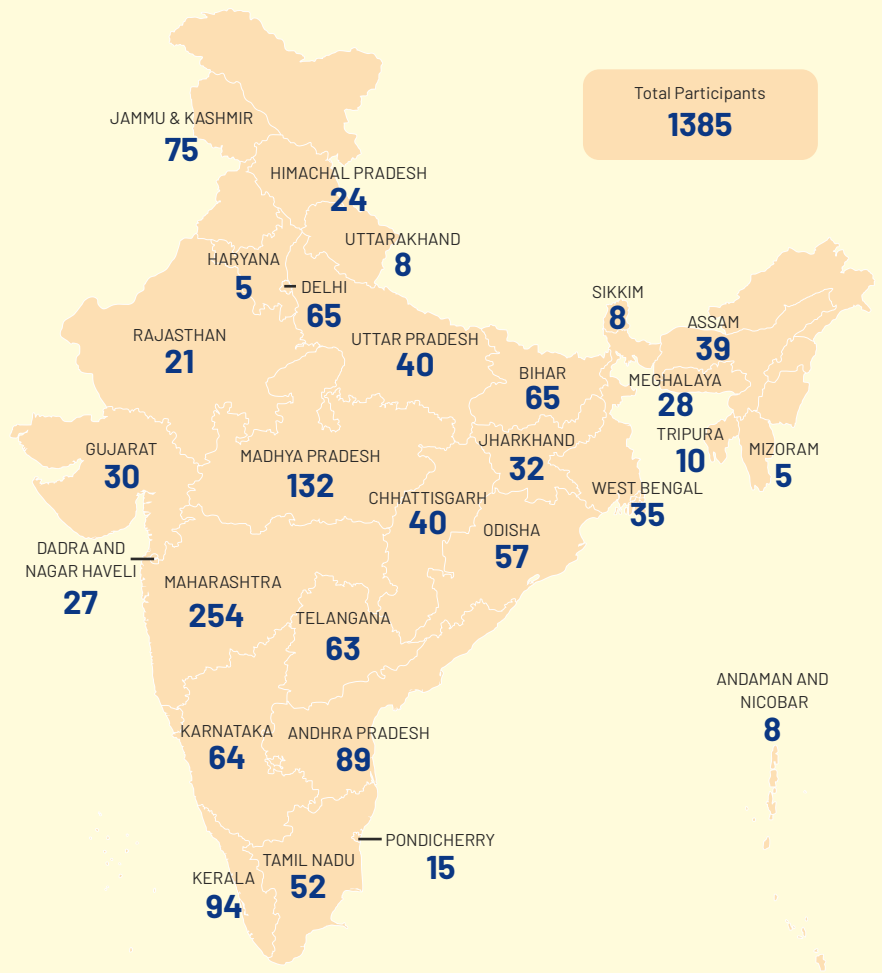 Total Participants
1385
JAMMU & KASHMIR
75
HIMACHAL PRADESH
24
UTTARAKHAND
8
HARYANA
5
DELHI
65
SIKKIM
8
ASSAM
39
RAJASTHAN
21
UTTAR PRADESH
40
BIHAR
65
MEGHALAYA
28
TRIPURA
10
MIZORAM
5
GUJARAT
30
MADHYA PRADESH
132
JHARKHAND
32
WEST BENGAL
35
CHHATTISGARH
40
ODISHA
57
DADRA AND
NAGAR HAVELI
27
MAHARASHTRA
254
TELANGANA
63
ANDAMAN AND
NICOBAR
8
KARNATAKA
64
ANDHRA PRADESH
89
PONDICHERRY
15
TAMIL NADU
52
KERALA
94